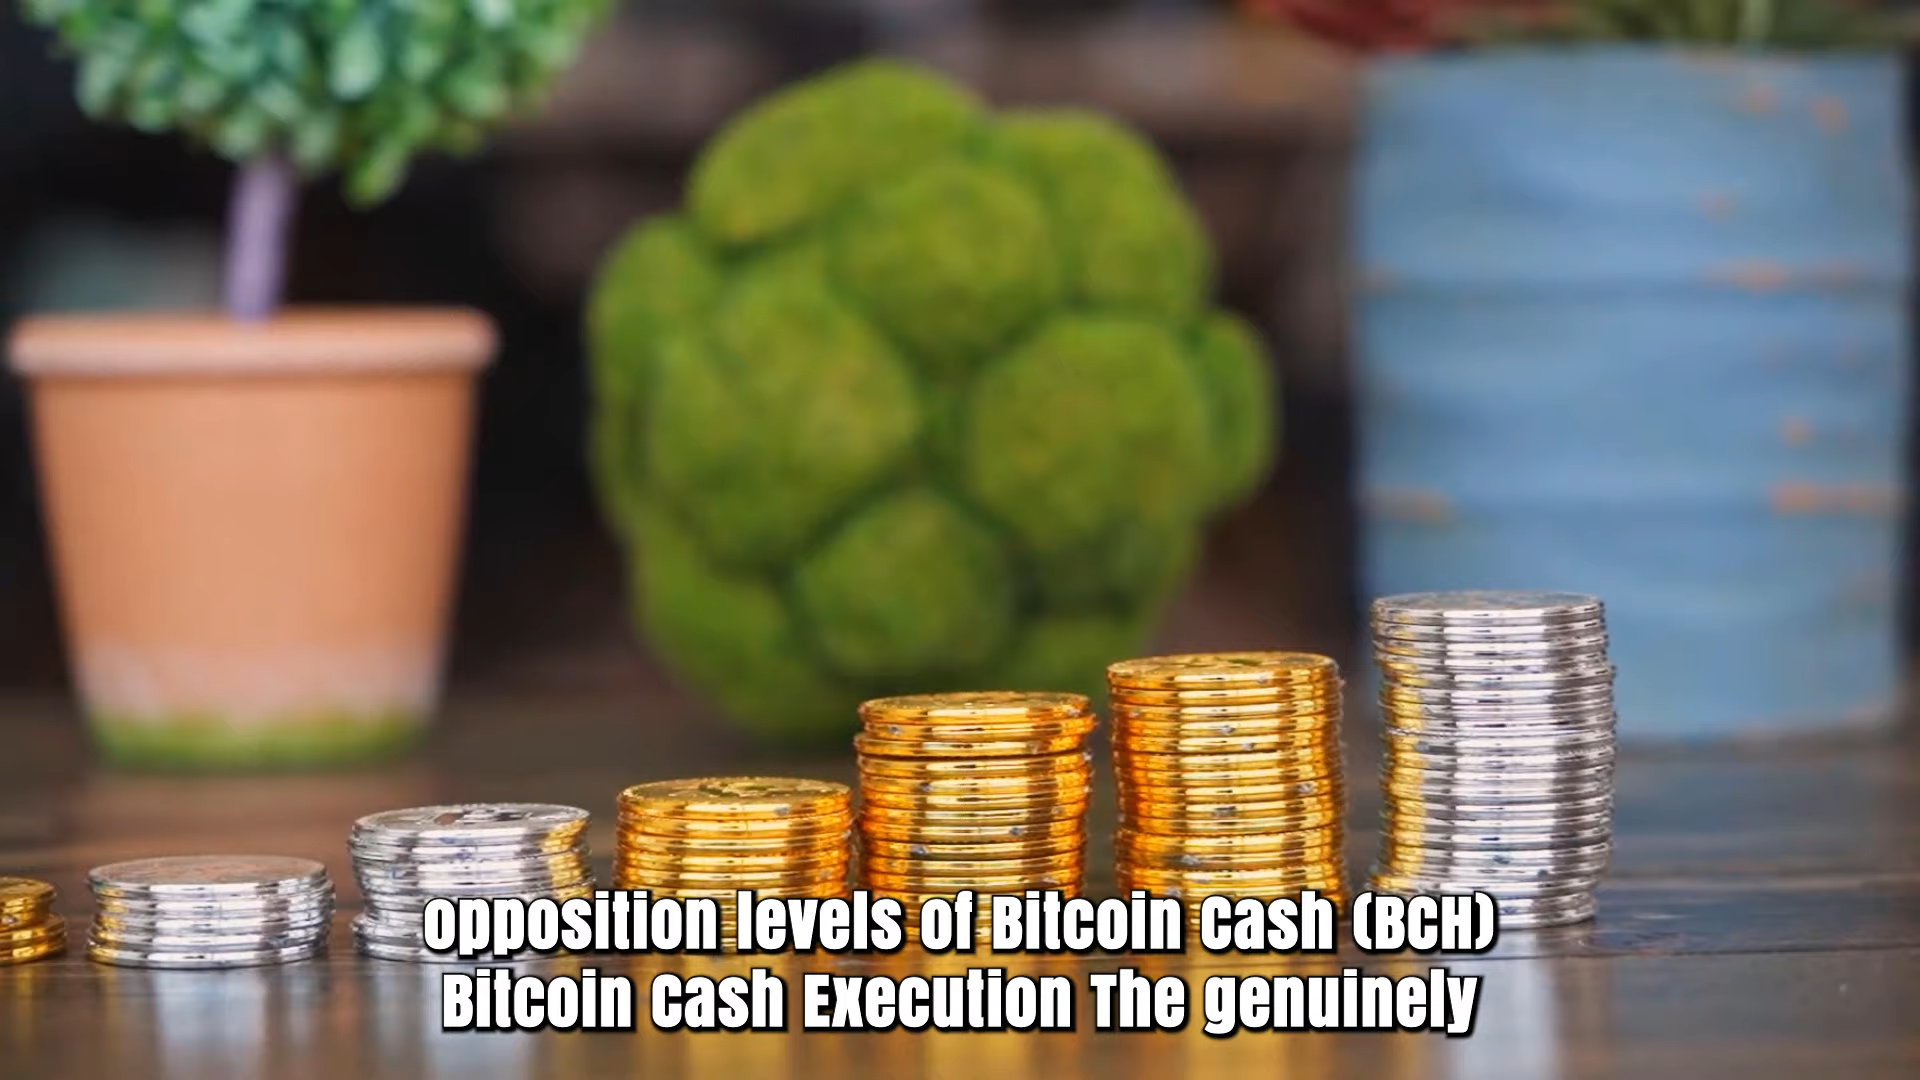 opposition levels of Bitcoin Cash (BCH)
Bitcoin Cash Execution The genuinely